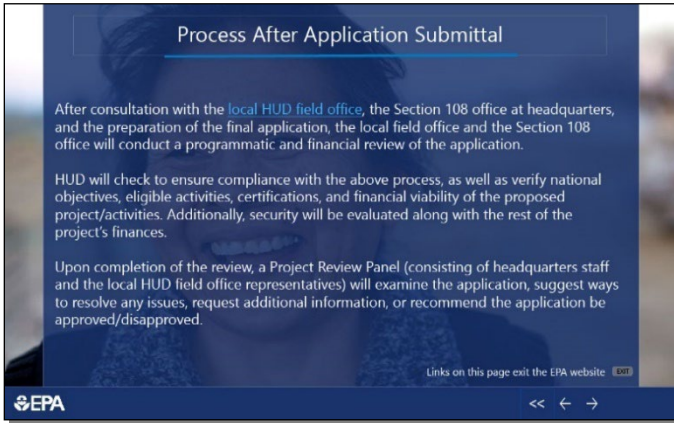 Process After Application Submittal
After consultation with the local HUD field office, the Section 108 office at headquarters,
and the preparation of the final application, the local field office and the Section 108
office will conduct a programmatic and financial review of the application.
HUD will check to ensure compliance with the above process, as well as verify national
objectives, eligible activities, certifications, and financial viability of the proposed
project/activities. Additionally, security will be evaluated along with the rest of the
project's finances.
Upon completion of the review, a Project Review Panel (consisting of headquarters staff
and the local HUD field office representatives) will examine the application, suggest ways
to resolve any issues, request additional information, or recommend the application be
approved/disapproved.
Links on this page exit the EPA website EXIT
EPA << ← →